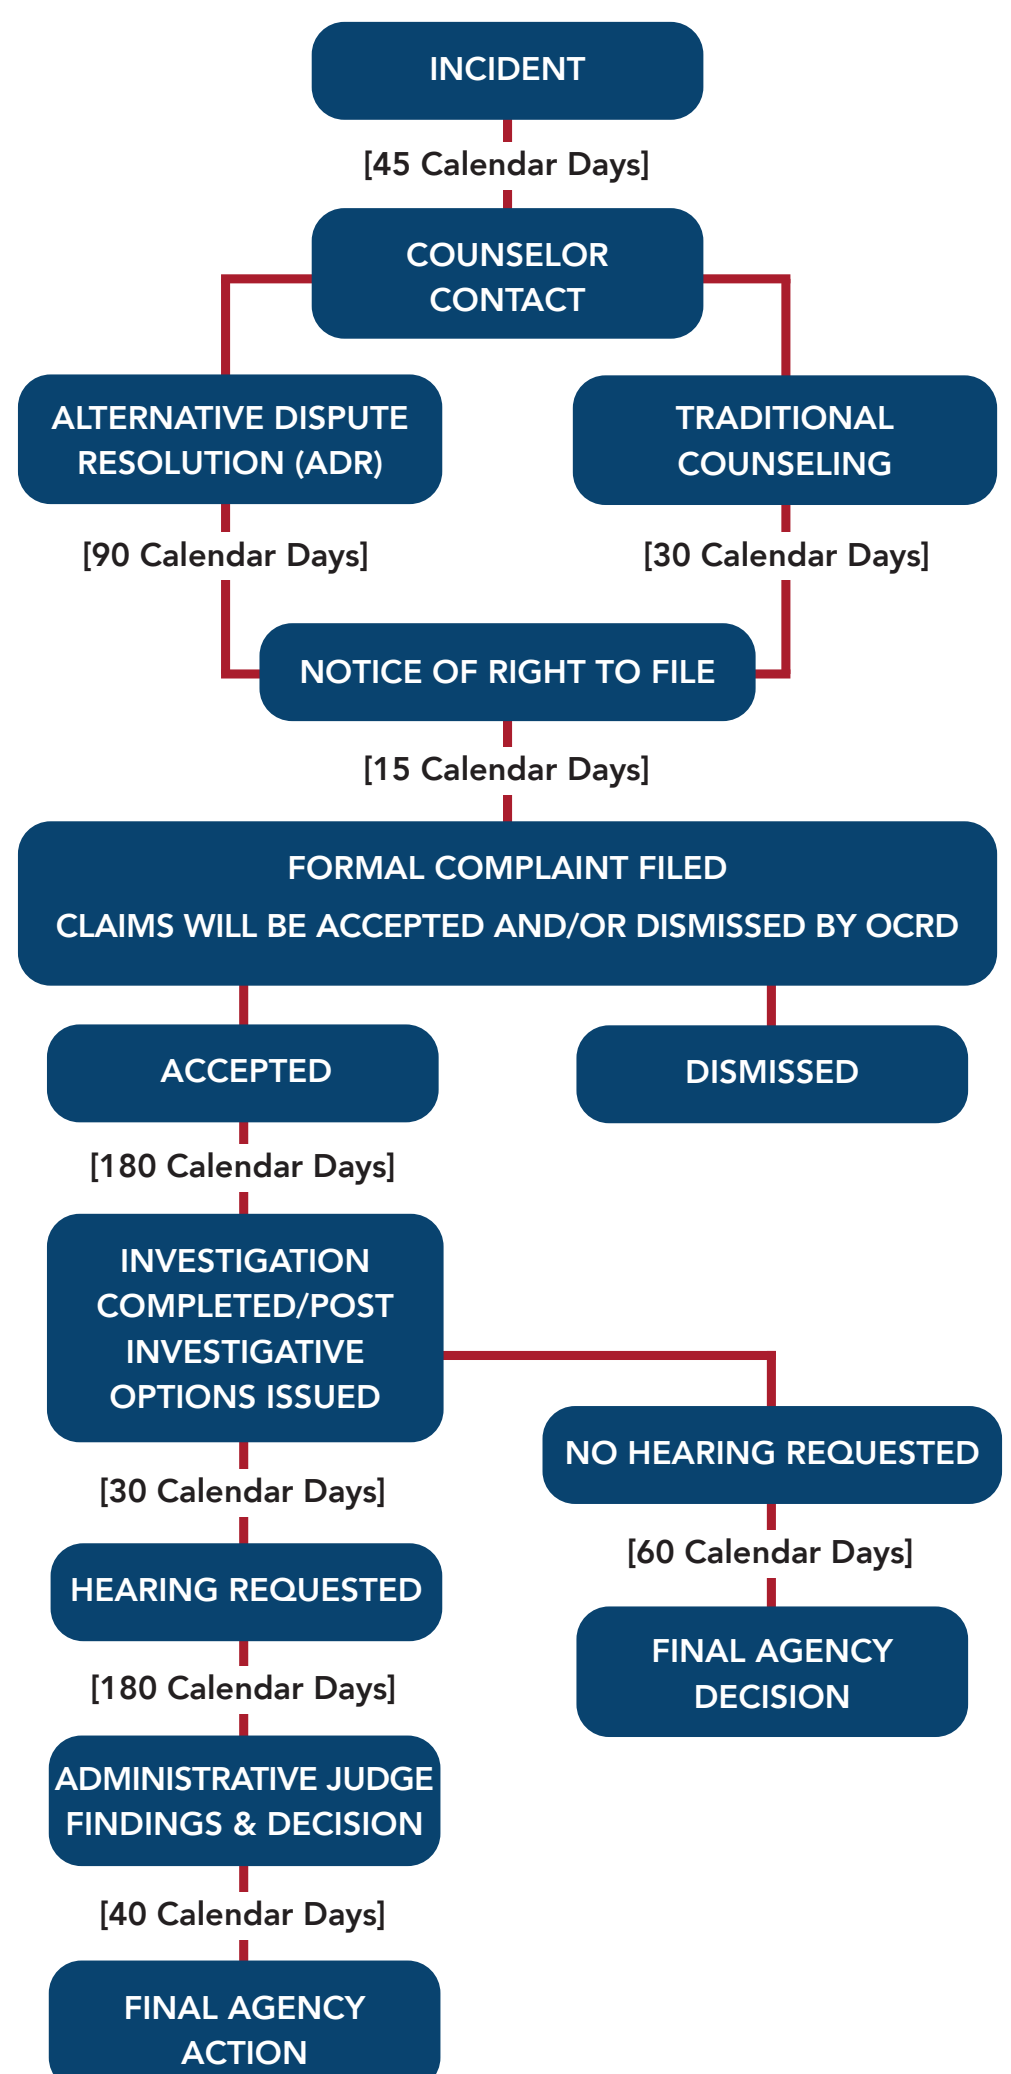 INCIDENT
[45 Calendar Days]
COUNSELOR
CONTACT
ALTERNATIVE DISPUTE
RESOLUTION (ADR)
TRADITIONAL
COUNSELING
[90 Calendar Days]
[30 Calendar Days]
NOTICE OF RIGHT TO FILE
[15 Calendar Days]
FORMAL COMPLAINT FILED
CLAIMS WILL BE ACCEPTED AND/OR DISMISSED BY OCRD
ACCEPTED
DISMISSED
[180 Calendar Days]
INVESTIGATION
COMPLETED/POST
INVESTIGATIVE
OPTIONS ISSUED
NO HEARING REQUESTED
[30 Calendar Days]
[60 Calendar Days]
HEARING REQUESTED
FINAL AGENCY
DECISION
[180 Calendar Days]
ADMINISTRATIVE JUDGE
FINDINGS & DECISION
[40 Calendar Days]
FINAL AGENCY
ACTION